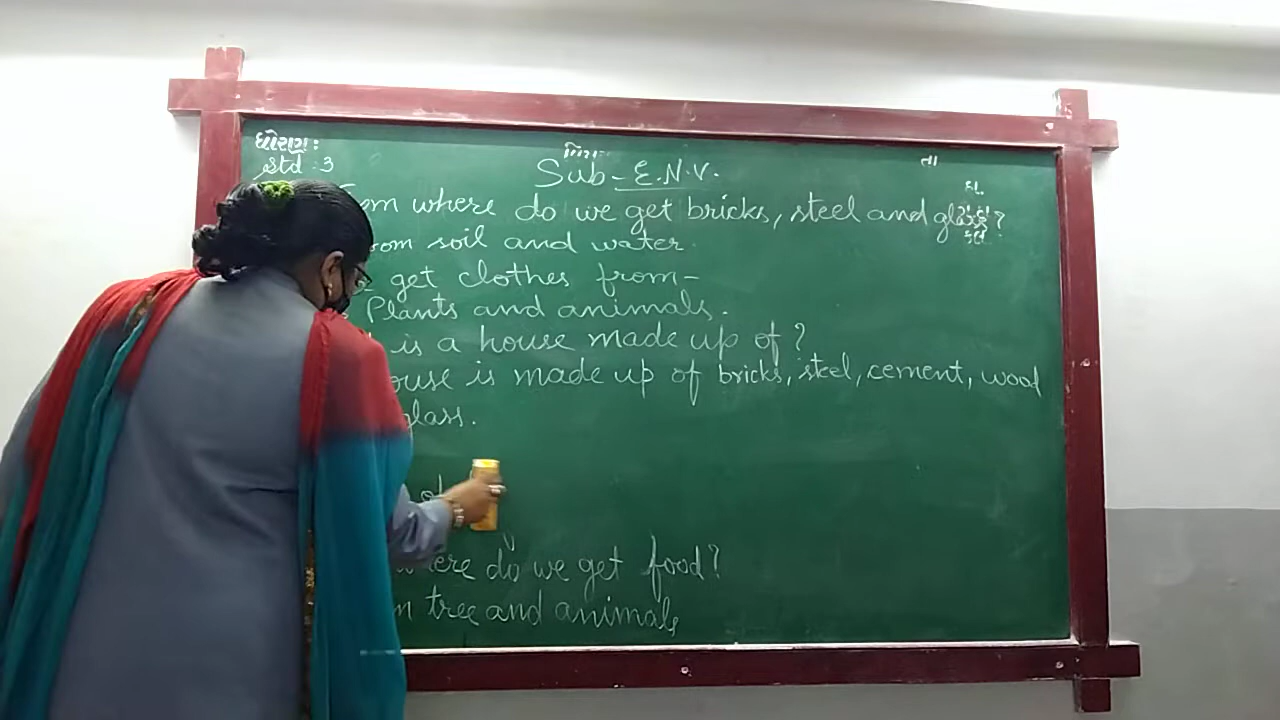 ધોરણ:
std : 3
Sub - E.N.V.
તા
om where do we get bricks, steel and glass?
om soil and water
get clothes from-
Plants and animals.
is a house made up of ?
ouse is made up of bricks, steel, cement, wood
glass.
ere do we get food?
m tree and animals